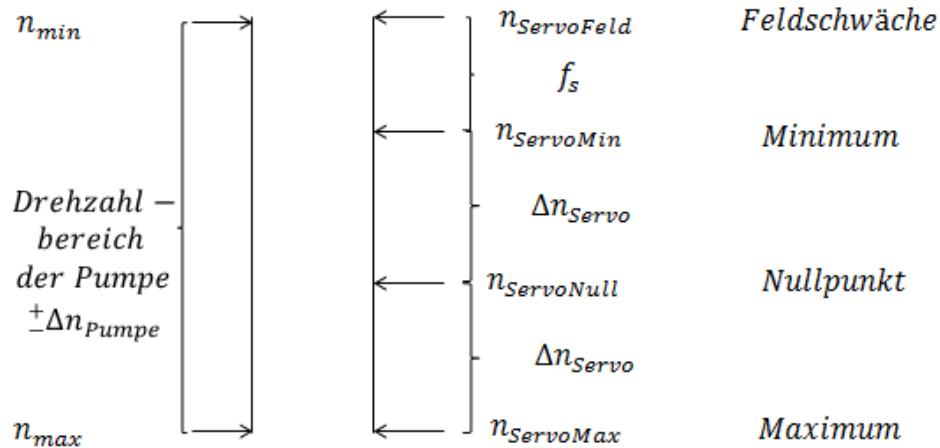 n_min n_ServoFeld Feldschwäche
f_s
n_ServoMin Minimum
Drehzahl −
bereich
der Pumpe
±Δn_Pumpe
Δn_Servo
n_ServoNull Nullpunkt
Δn_Servo
n_max n_ServoMax Maximum